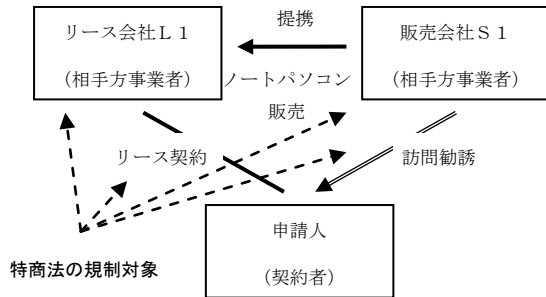 提携
リース会社Ｌ１
（相手方事業者）
販売会社Ｓ１
（相手方事業者）
ノートパソコン
販売
リース契約
訪問勧誘
申請人
（契約者）
特商法の規制対象